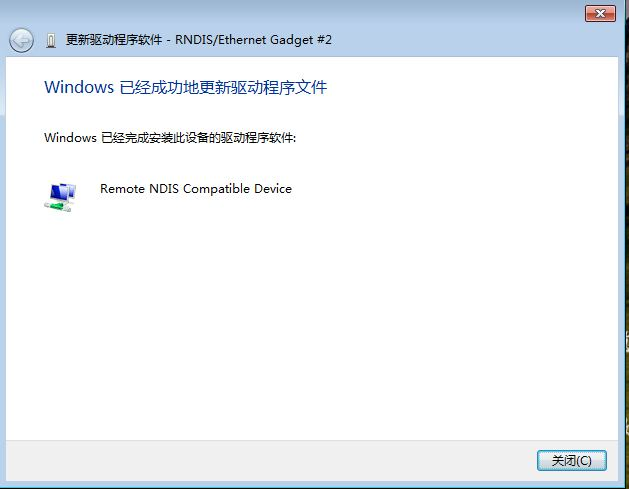 更新驱动程序软件 - RNDIS/Ethernet Gadget #2
Windows 已经成功地更新驱动程序文件
Windows 已经完成安装此设备的驱动程序软件:
Remote NDIS Compatible Device
关闭(C)